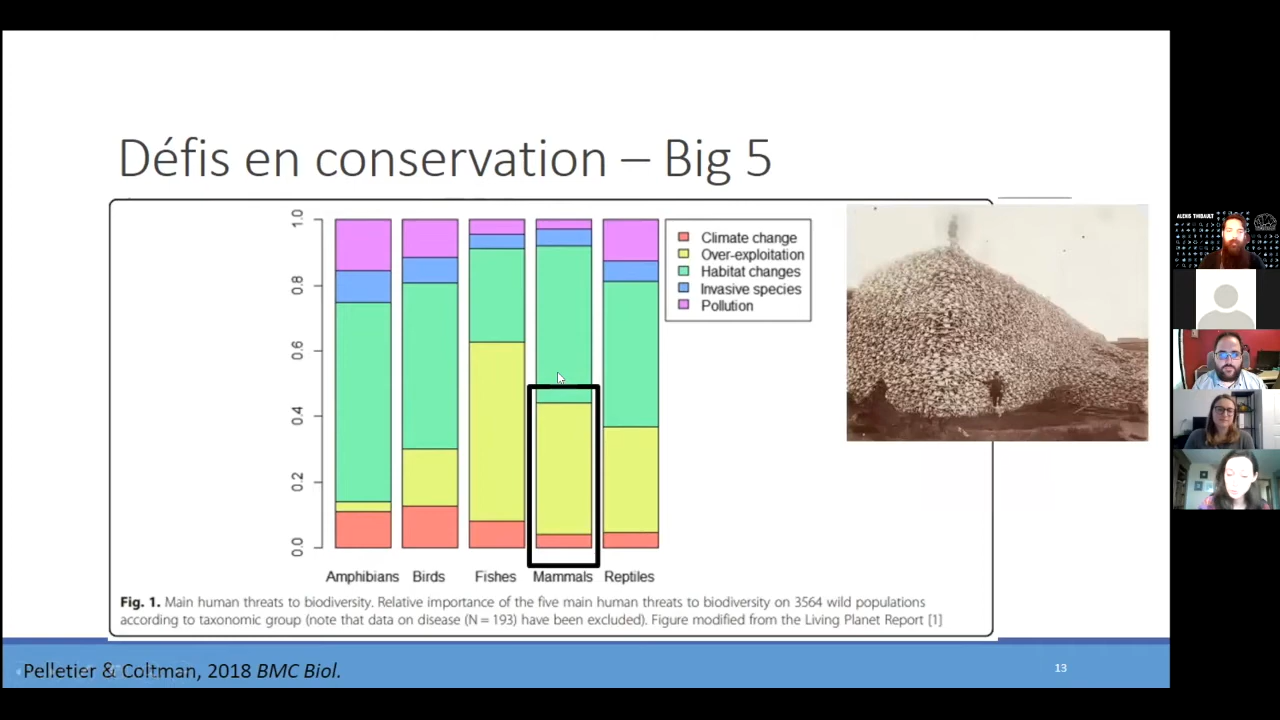 Défis en conservation – Big 5
1.0
0.8
0.6
0.4
0.2
0.0
Climate change
Over-exploitation
Habitat changes
Invasive species
Pollution
Amphibians Birds Fishes Mammals Reptiles
Fig. 1. Main human threats to biodiversity. Relative importance of the five main human threats to biodiversity on 3564 wild populations
according to taxonomic group (note that data on disease (N = 193) have been excluded). Figure modified from the Living Planet Report [1]
Pelletier & Coltman, 2018 BMC Biol.
13
ALEXIS THIBAULT